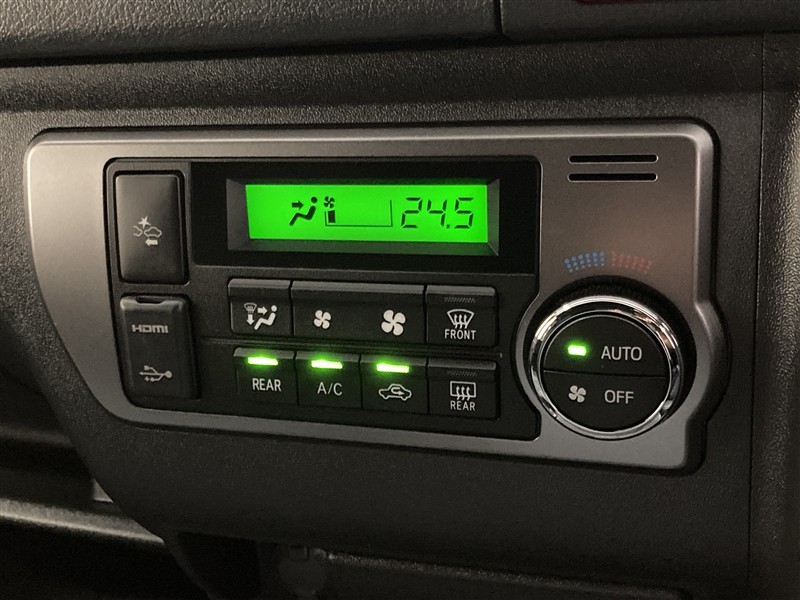 24.5
HDMI
FRONT
REAR
A/C
REAR
AUTO
OFF